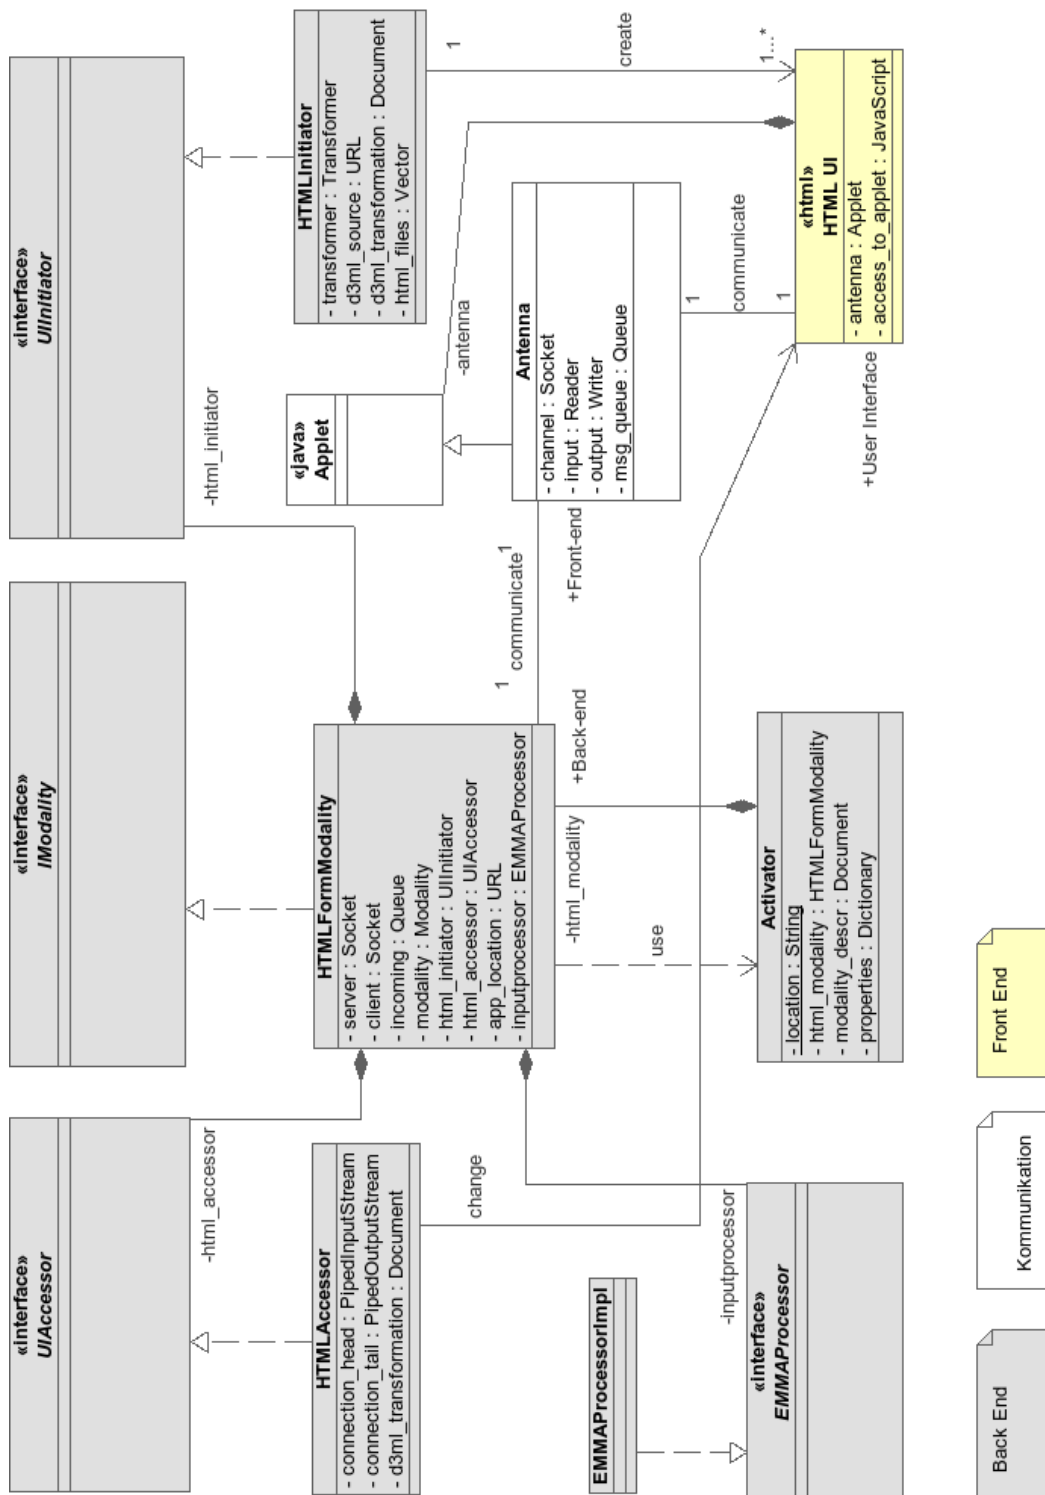 «interface»
UIAccessor
«interface»
IModality
«interface»
UIInitiator
-html_accessor
-html_initiator
HTMLAccessor
- connection_head : PipedInputStream
- connection_tail : PipedOutputStream
- d3ml_transformation : Document
HTMLFormModality
- server : Socket
- client : Socket
- incoming : Queue
- modality : Modality
- html_initiator : UIInitiator
- html_accessor : UIAccessor
- app_location : URL
- inputprocessor : EMMAProcessor
«java»
Applet
HTMLInitiator
- transformer : Transformer
- d3ml_source : URL
- d3ml_transformation : Document
- html_files : Vector
1
create
1...*
-antenna
change
1
communicate
1
+Back-end
+Front-end
Antenna
- channel : Socket
- input : Reader
- output : Writer
- msg_queue : Queue
1
communicate
1
-html_modality
use
EMMAProcessorImpl
-inputprocessor
«interface»
EMMAProcessor
Activator
- location : String
- html_modality : HTMLFormModality
- modality_descr : Document
- properties : Dictionary
«html»
HTML UI
- antenna : Applet
- access_to_applet : JavaScript
+User Interface
Back End
Kommunikation
Front End